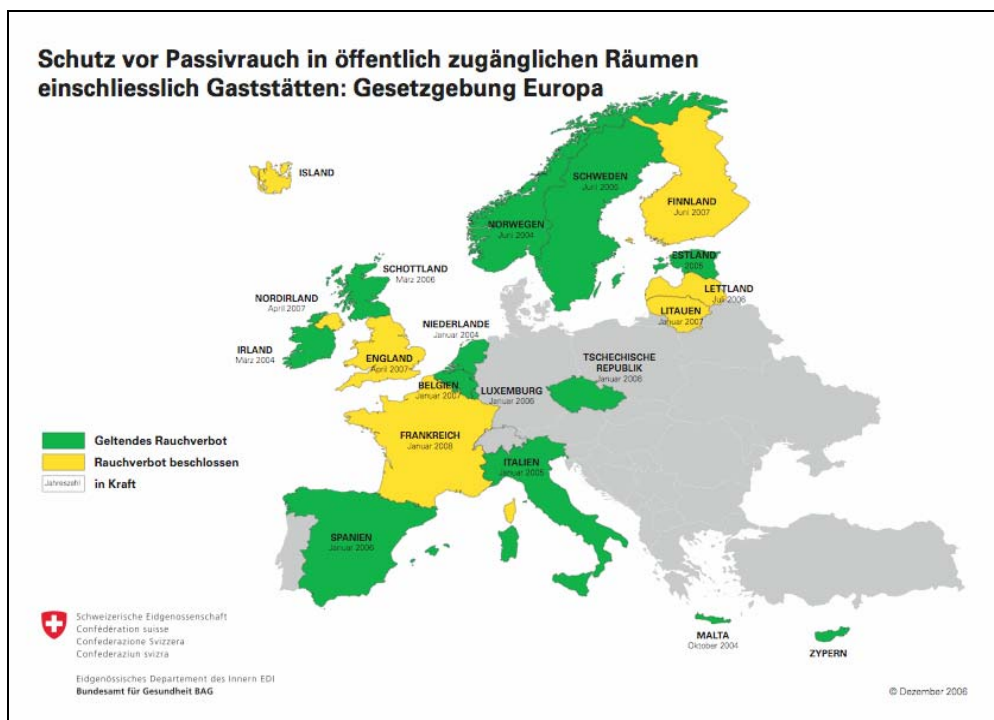 Schutz vor Passivrauch in öffentlich zugänglichen Räumen
einschliesslich Gaststätten: Gesetzgebung Europa
ISLAND
SCHWEDEN
Juni 2005
FINNLAND
Juni 2007
NORWEGEN
Juni 2004
ESTLAND
2005
SCHOTTLAND
März 2006
LETTLAND
Juli 2006
NORDIRLAND
April 2007
LITAUEN
Januar 2007
NIEDERLANDE
Januar 2004
IRLAND
März 2004
ENGLAND
April 2007
TSCHECHISCHE
REPUBLIK
Januar 2006
BELGIEN
Januar 2007
LUXEMBURG
Januar 2006
FRANKREICH
Januar 2008
ITALIEN
Januar 2005
Geltendes Rauchverbot
Rauchverbot beschlossen
Jahreszahl in Kraft
SPANIEN
Januar 2006
MALTA
Oktober 2004
ZYPERN
Schweizerische Eidgenossenschaft
Confédération suisse
Confederazione Svizzera
Confederaziun svizra
Eidgenössisches Departement des Innern EDI
Bundesamt für Gesundheit BAG
© Dezember 2006